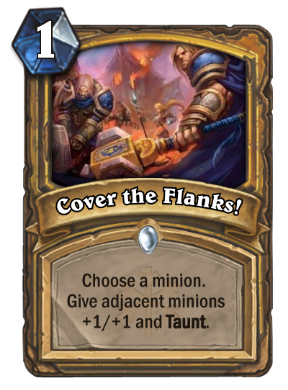 1
Cover the Flanks!
Choose a minion.
Give adjacent minions
+1/+1 and Taunt.